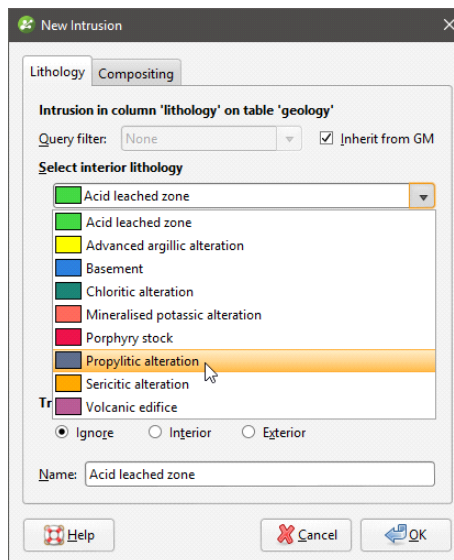 New Intrusion
Lithology Compositing
Intrusion in column 'lithology' on table 'geology'
Query filter: None Inherit from GM
Select interior lithology
Acid leached zone
Acid leached zone
Advanced argillic alteration
Basement
Chloritic alteration
Mineralised potassic alteration
Porphyry stock
Propylitic alteration
Sericitic alteration
Volcanic edifice
Ignore Interior Exterior
Name: Acid leached zone
Help Cancel OK